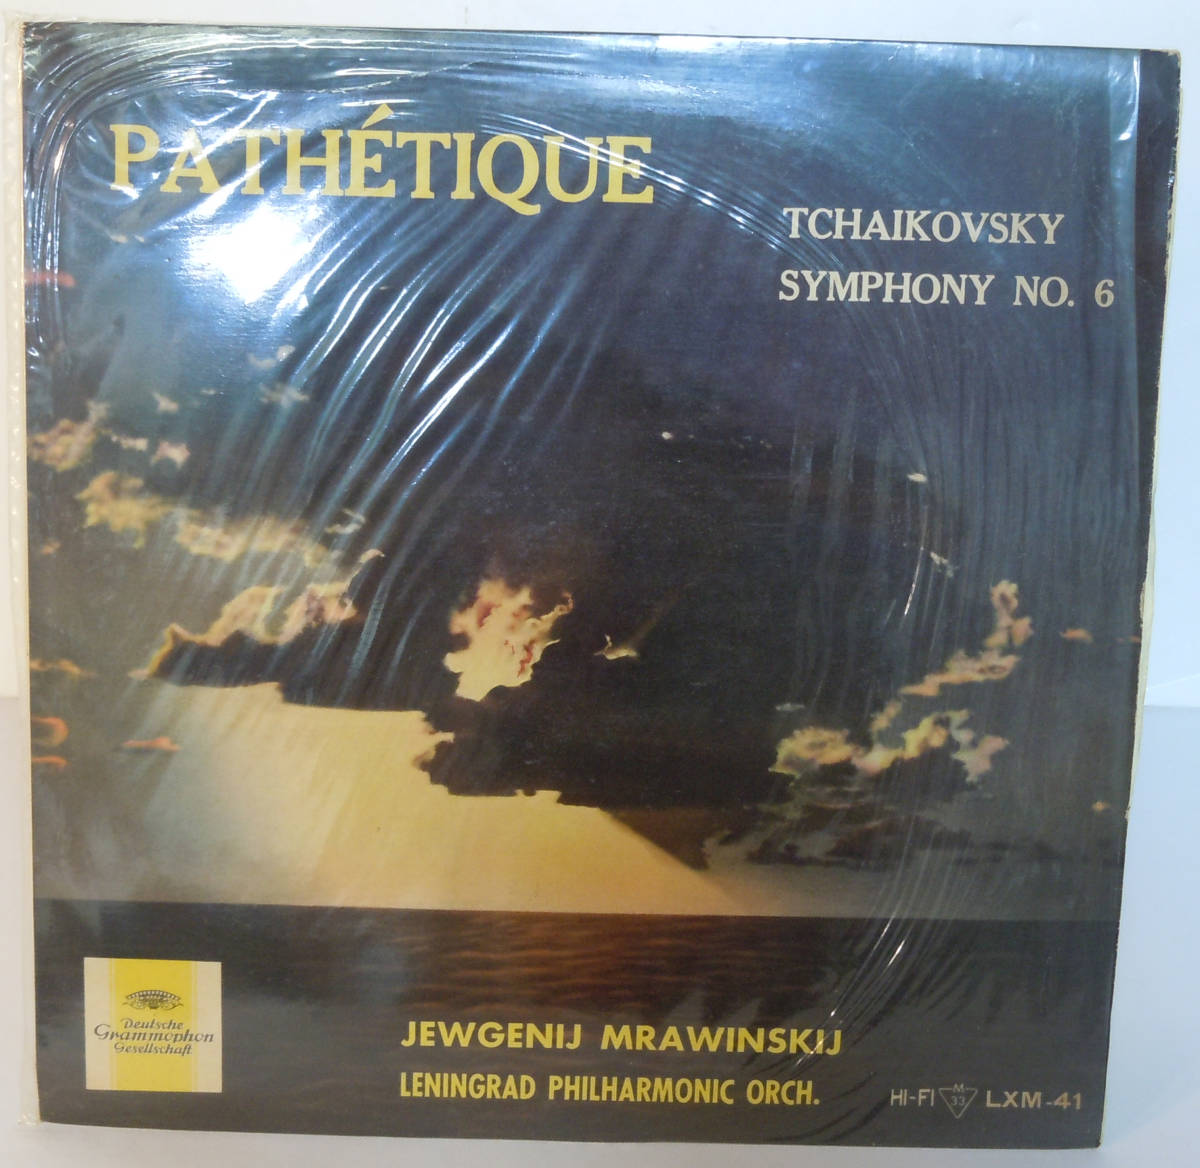 PATHÉTIQUE
TCHAIKOVSKY
SYMPHONY NO. 6
Deutsche
Grammophon
Gesellschaft
JEWGENIJ MRAWINSKIJ
LENINGRAD PHILHARMONIC ORCH.
HI-FI M 33 LXM-41